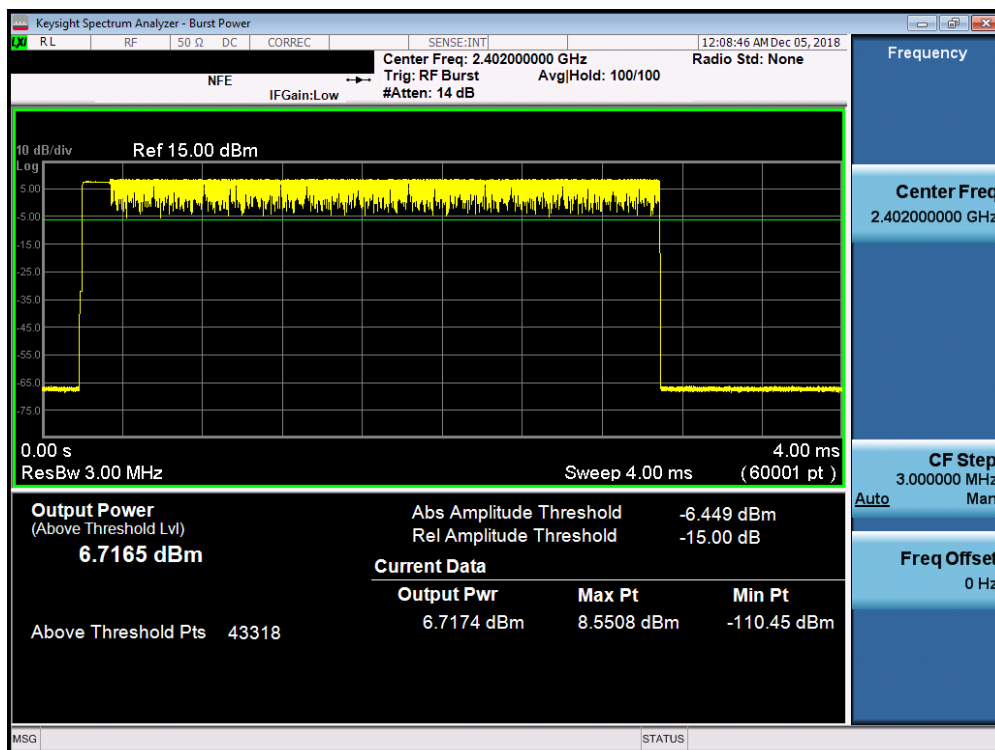 Keysight Spectrum Analyzer - Burst Power
LXI RL RF 50 Ω DC CORREC SENSE:INT 12:08:46 AM Dec 05, 2018
Center Freq: 2.402000000 GHz Radio Std: None
NFE Trig: RF Burst Avg|Hold: 100/100
IFGain:Low #Atten: 14 dB
10 dB/div Ref 15.00 dBm
Log
5.00
-5.00
-15.0
-25.0
-35.0
-45.0
-55.0
-65.0
-75.0
0.00 s 4.00 ms
ResBw 3.00 MHz Sweep 4.00 ms (60001 pt)
Output Power
(Above Threshold Lvl)
6.7165 dBm
Above Threshold Pts 43318
Abs Amplitude Threshold -6.449 dBm
Rel Amplitude Threshold -15.00 dB
Current Data
Output Pwr Max Pt Min Pt
6.7174 dBm 8.5508 dBm -110.45 dBm
Frequency
Center Freq
2.402000000 GHz
CF Step
3.000000 MHz
Auto Man
Freq Offset
0 Hz
MSG STATUS